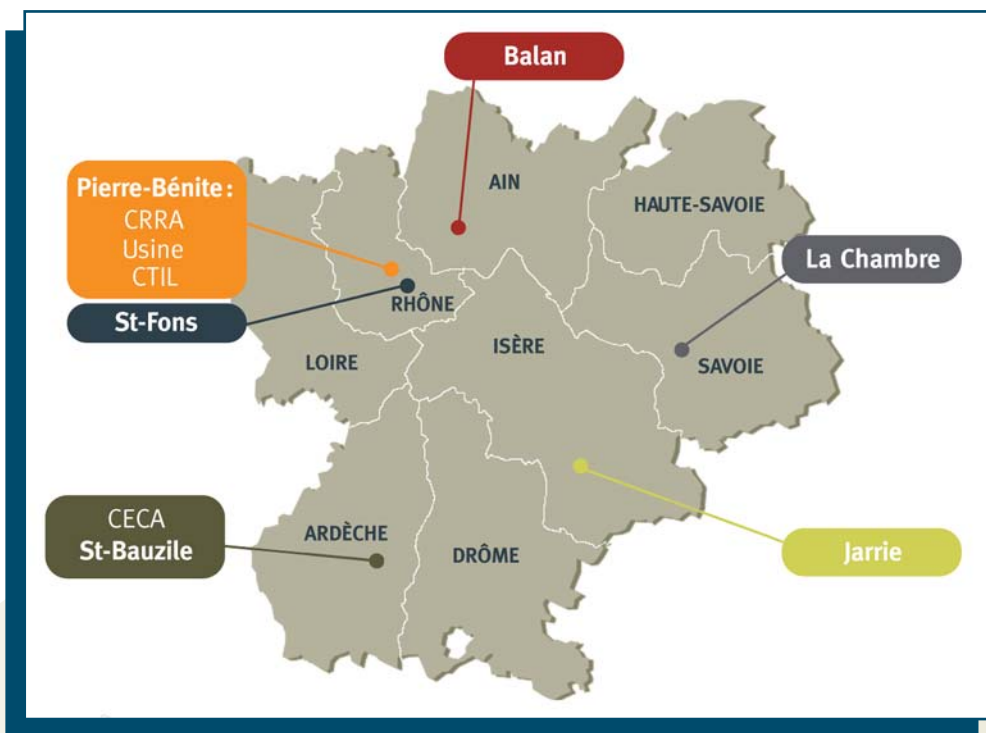 Balan
Pierre-Bénite :
CRRA
Usine
CTIL
St-Fons
AIN
HAUTE-SAVOIE
La Chambre
RHÔNE
LOIRE
ISÈRE
SAVOIE
CECA
St-Bauzile
ARDÈCHE
DRÔME
Jarrie